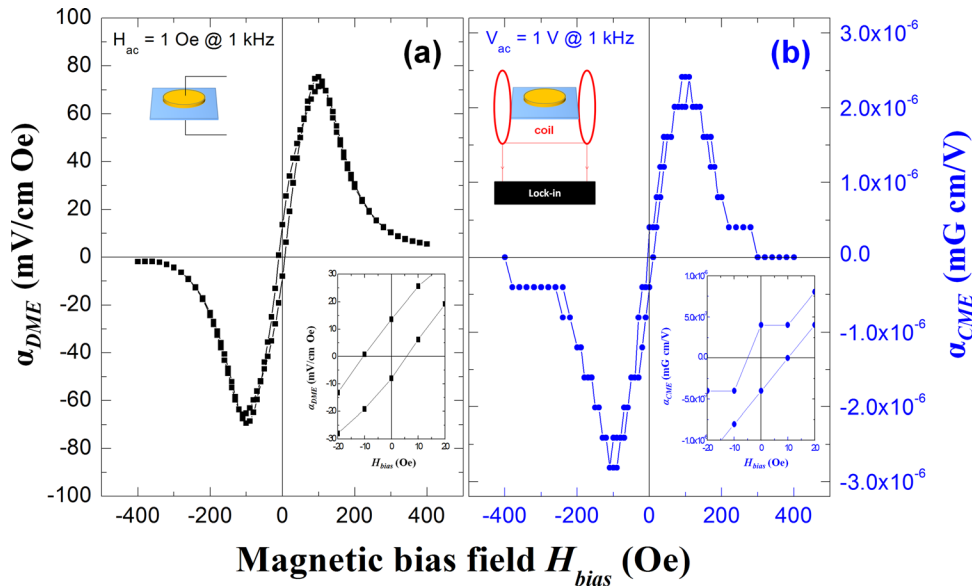 H_ac = 1 Oe @ 1 kHz
(a)
α_DME (mV/cm Oe)
100
80
60
40
20
0
-20
-40
-60
-80
-100
-400 -200 0 200 400
α_DME (mV/cm Oe)
30
20
10
0
-10
-20
-30
-20 -10 0 10 20
H_bias (Oe)
V_ac = 1 V @ 1 kHz
(b)
coil
Lock-in
-400 -200 0 200 400
α_CME (mG cm/V)
1.0x10^-6
5.0x10^-7
0.0
-5.0x10^-7
-1.0x10^-6
-20 -10 0 10 20
H_bias (Oe)
3.0x10^-6
2.0x10^-6
1.0x10^-6
0.0
-1.0x10^-6
-2.0x10^-6
-3.0x10^-6
α_CME (mG cm/V)
Magnetic bias field H_bias (Oe)